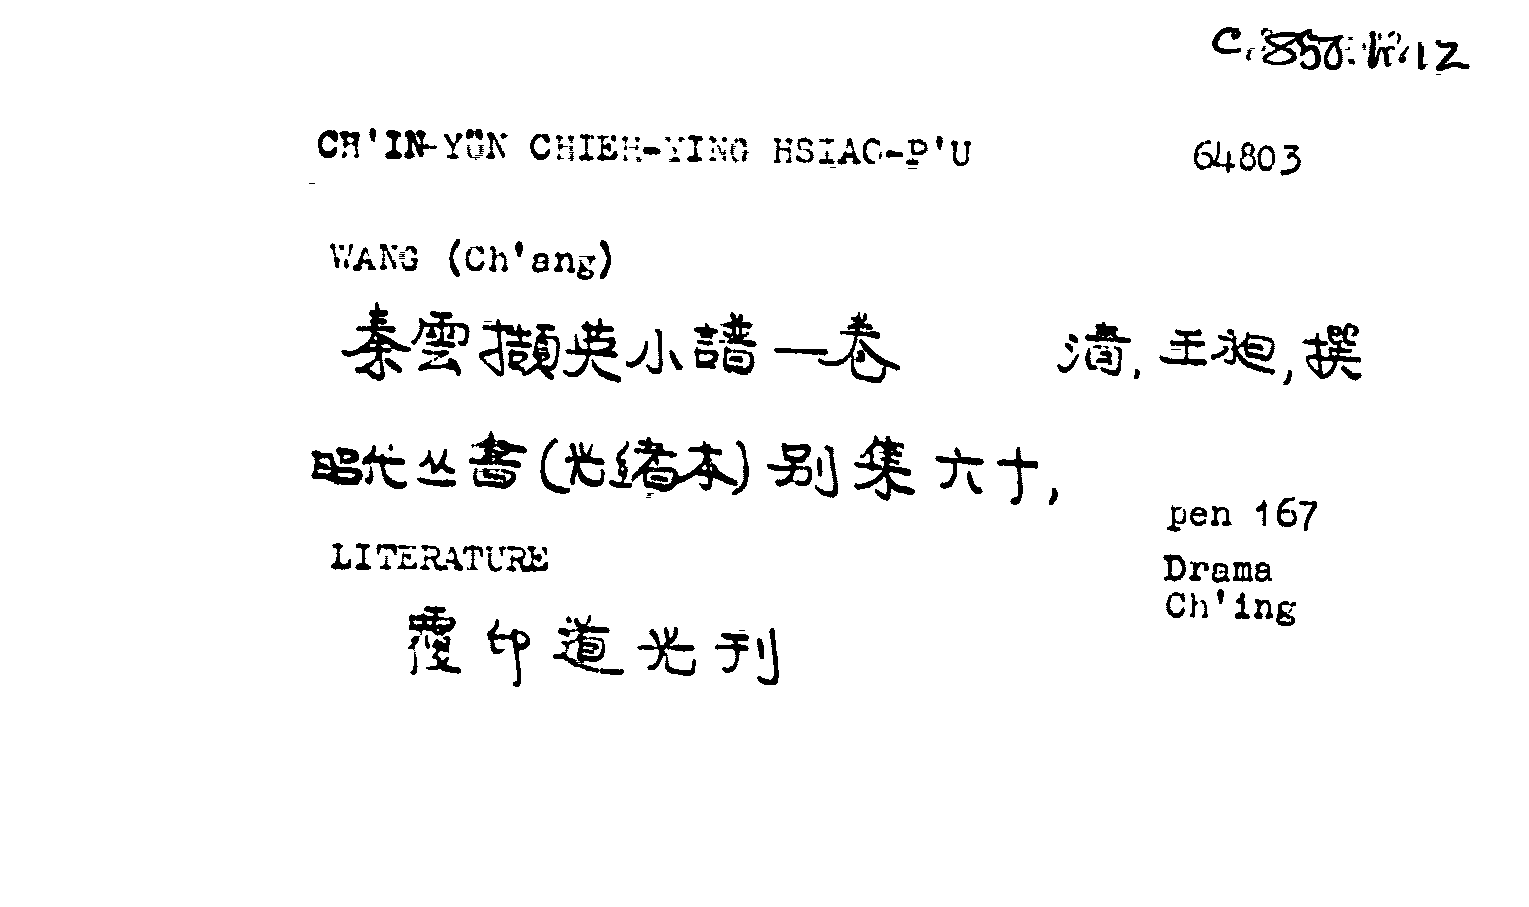 CH'IN-YÜN CHIEH-YING HSIAO-P'U 64803
WANG (Ch'ang)
秦雲擷英小譜一卷 清,王昶,撰
昭代丛書(光緒本)別集六十,
pen 167
LITERATURE Drama
Ch'ing
覆印道光刊